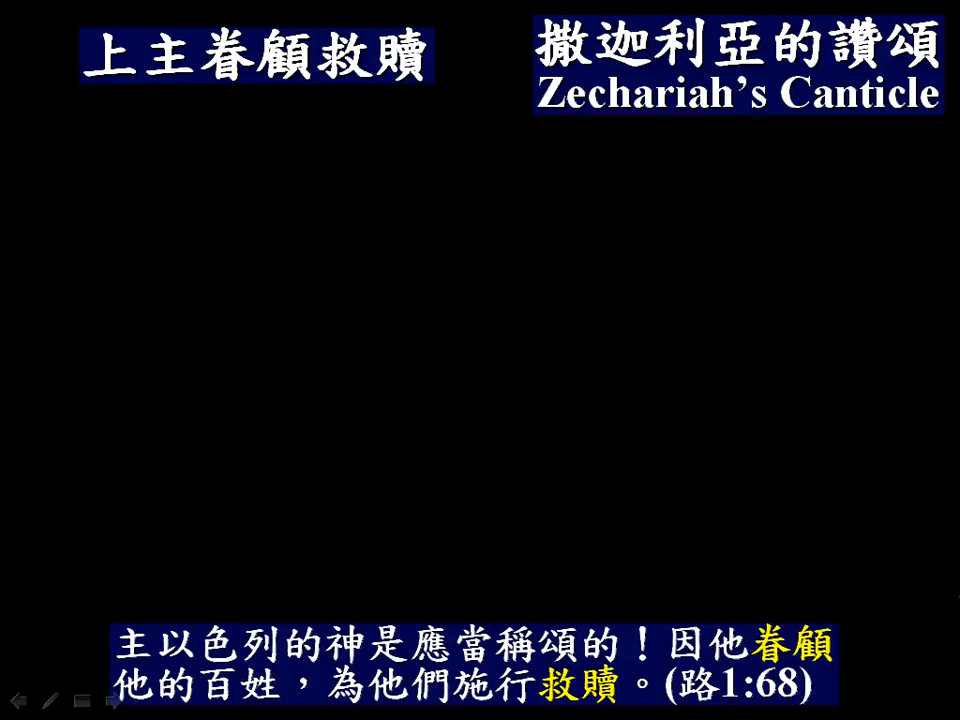 上主眷顧救贖
撒迦利亞的讚頌
Zechariah’s Canticle
主以色列的神是應當稱頌的！因他眷顧
他的百姓，為他們施行救贖。(路1:68)